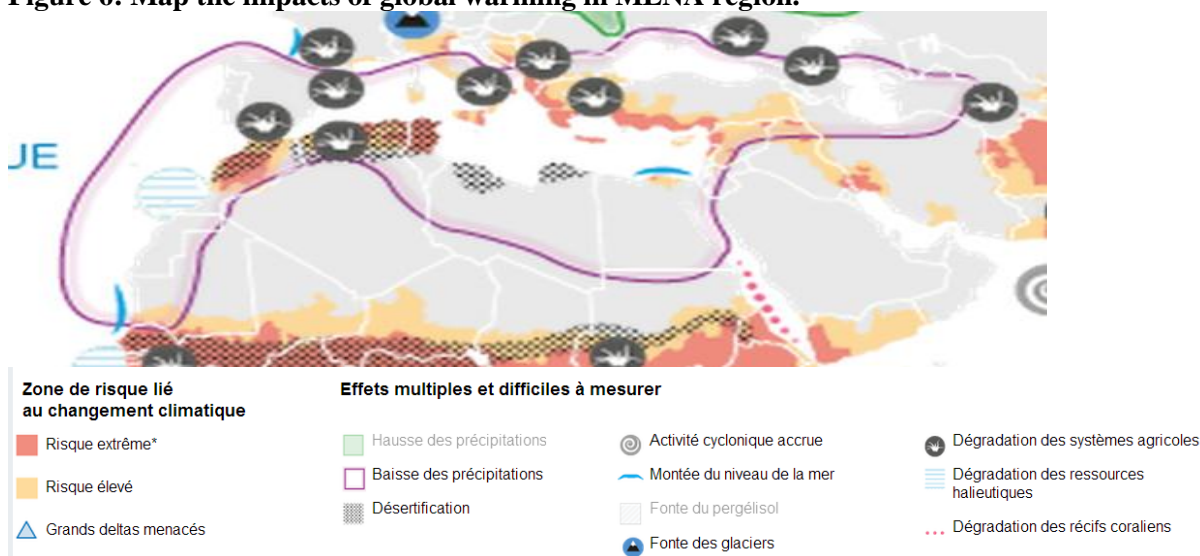 Figure 6: Map the impacts of global warming in MENA region.
UE
Zone de risque lié
au changement climatique
Risque extrême*
Risque élevé
Grands deltas menacés
Effets multiples et difficiles à mesurer
Hausse des précipitations
Baisse des précipitations
Désertification
Activité cyclonique accrue
Montée du niveau de la mer
Fonte du pergélisol
Fonte des glaciers
Dégradation des systèmes agricoles
Dégradation des ressources
halieutiques
Dégradation des récifs coraliens